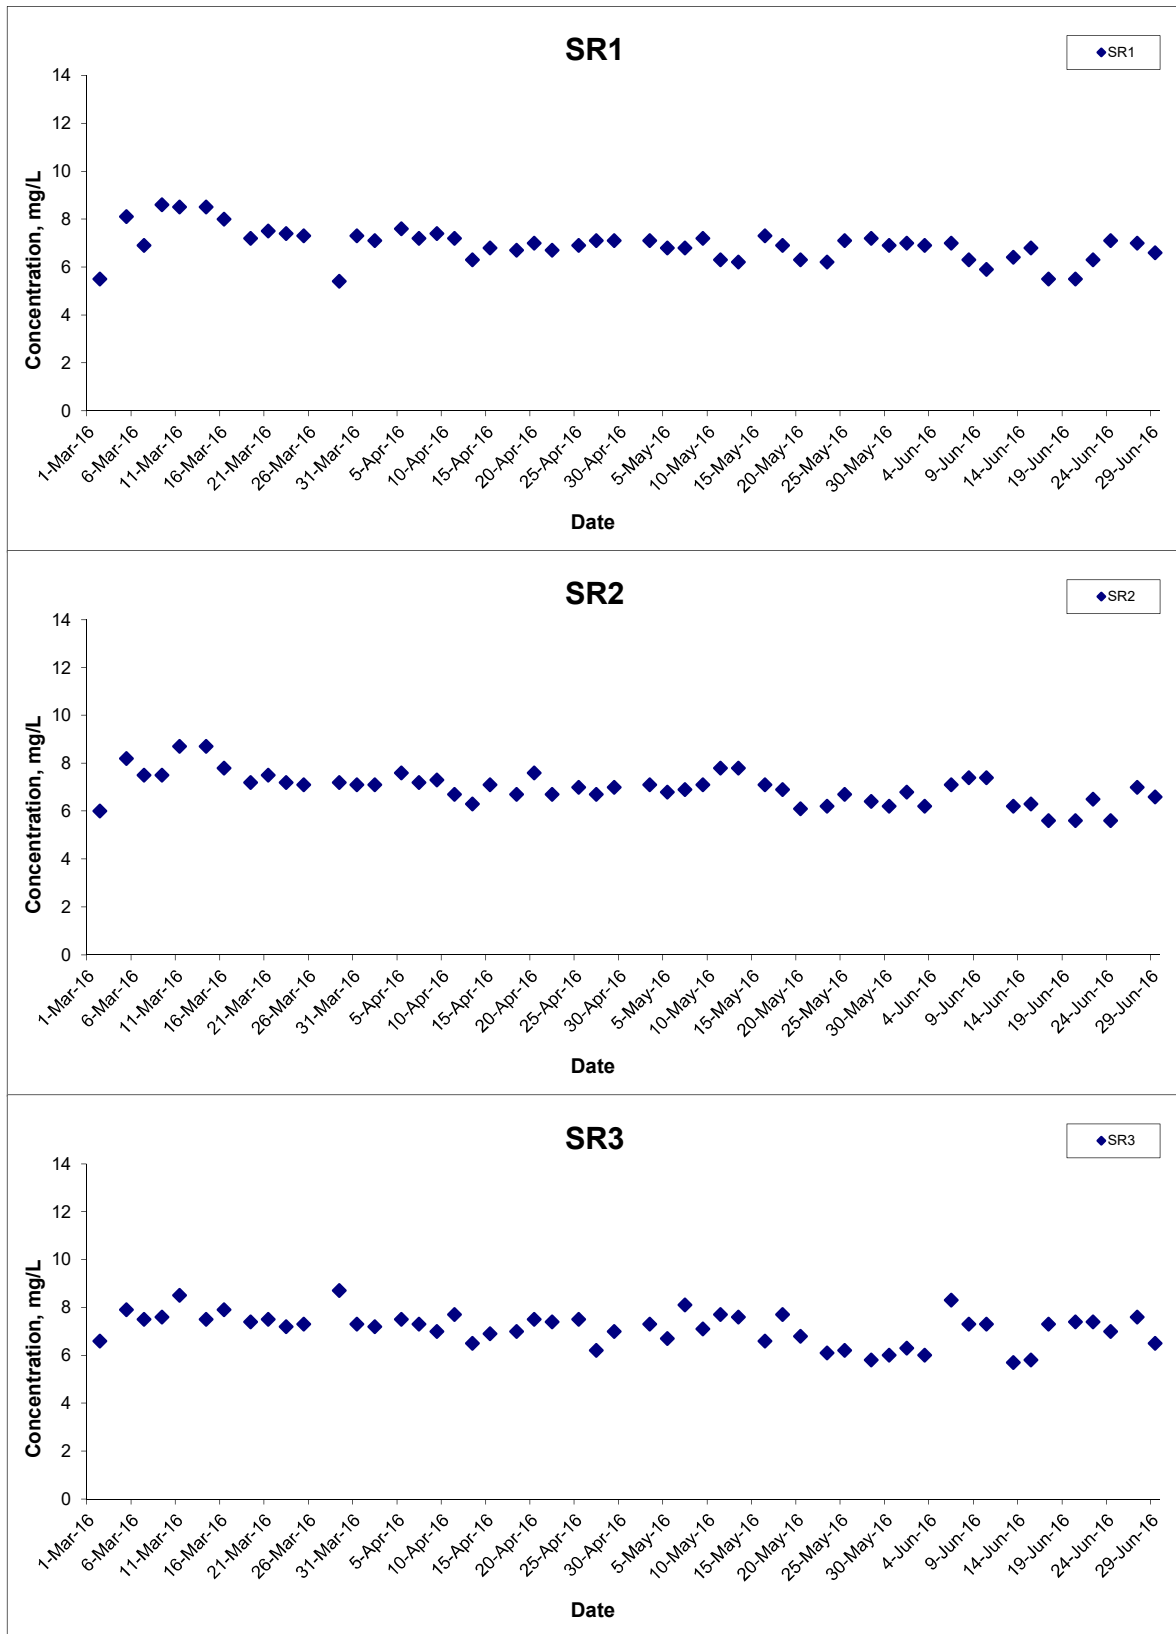 SR1
SR1
14
12
10
8
6
4
2
0
Concentration, mg/L
1-Mar-16
6-Mar-16
11-Mar-16
16-Mar-16
21-Mar-16
26-Mar-16
31-Mar-16
5-Apr-16
10-Apr-16
15-Apr-16
20-Apr-16
25-Apr-16
30-Apr-16
5-May-16
10-May-16
15-May-16
20-May-16
25-May-16
30-May-16
4-Jun-16
9-Jun-16
14-Jun-16
19-Jun-16
24-Jun-16
29-Jun-16
Date
SR2
SR2
14
12
10
8
6
4
2
0
Concentration, mg/L
1-Mar-16
6-Mar-16
11-Mar-16
16-Mar-16
21-Mar-16
26-Mar-16
31-Mar-16
5-Apr-16
10-Apr-16
15-Apr-16
20-Apr-16
25-Apr-16
30-Apr-16
5-May-16
10-May-16
15-May-16
20-May-16
25-May-16
30-May-16
4-Jun-16
9-Jun-16
14-Jun-16
19-Jun-16
24-Jun-16
29-Jun-16
Date
SR3
SR3
14
12
10
8
6
4
2
0
Concentration, mg/L
1-Mar-16
6-Mar-16
11-Mar-16
16-Mar-16
21-Mar-16
26-Mar-16
31-Mar-16
5-Apr-16
10-Apr-16
15-Apr-16
20-Apr-16
25-Apr-16
30-Apr-16
5-May-16
10-May-16
15-May-16
20-May-16
25-May-16
30-May-16
4-Jun-16
9-Jun-16
14-Jun-16
19-Jun-16
24-Jun-16
29-Jun-16
Date